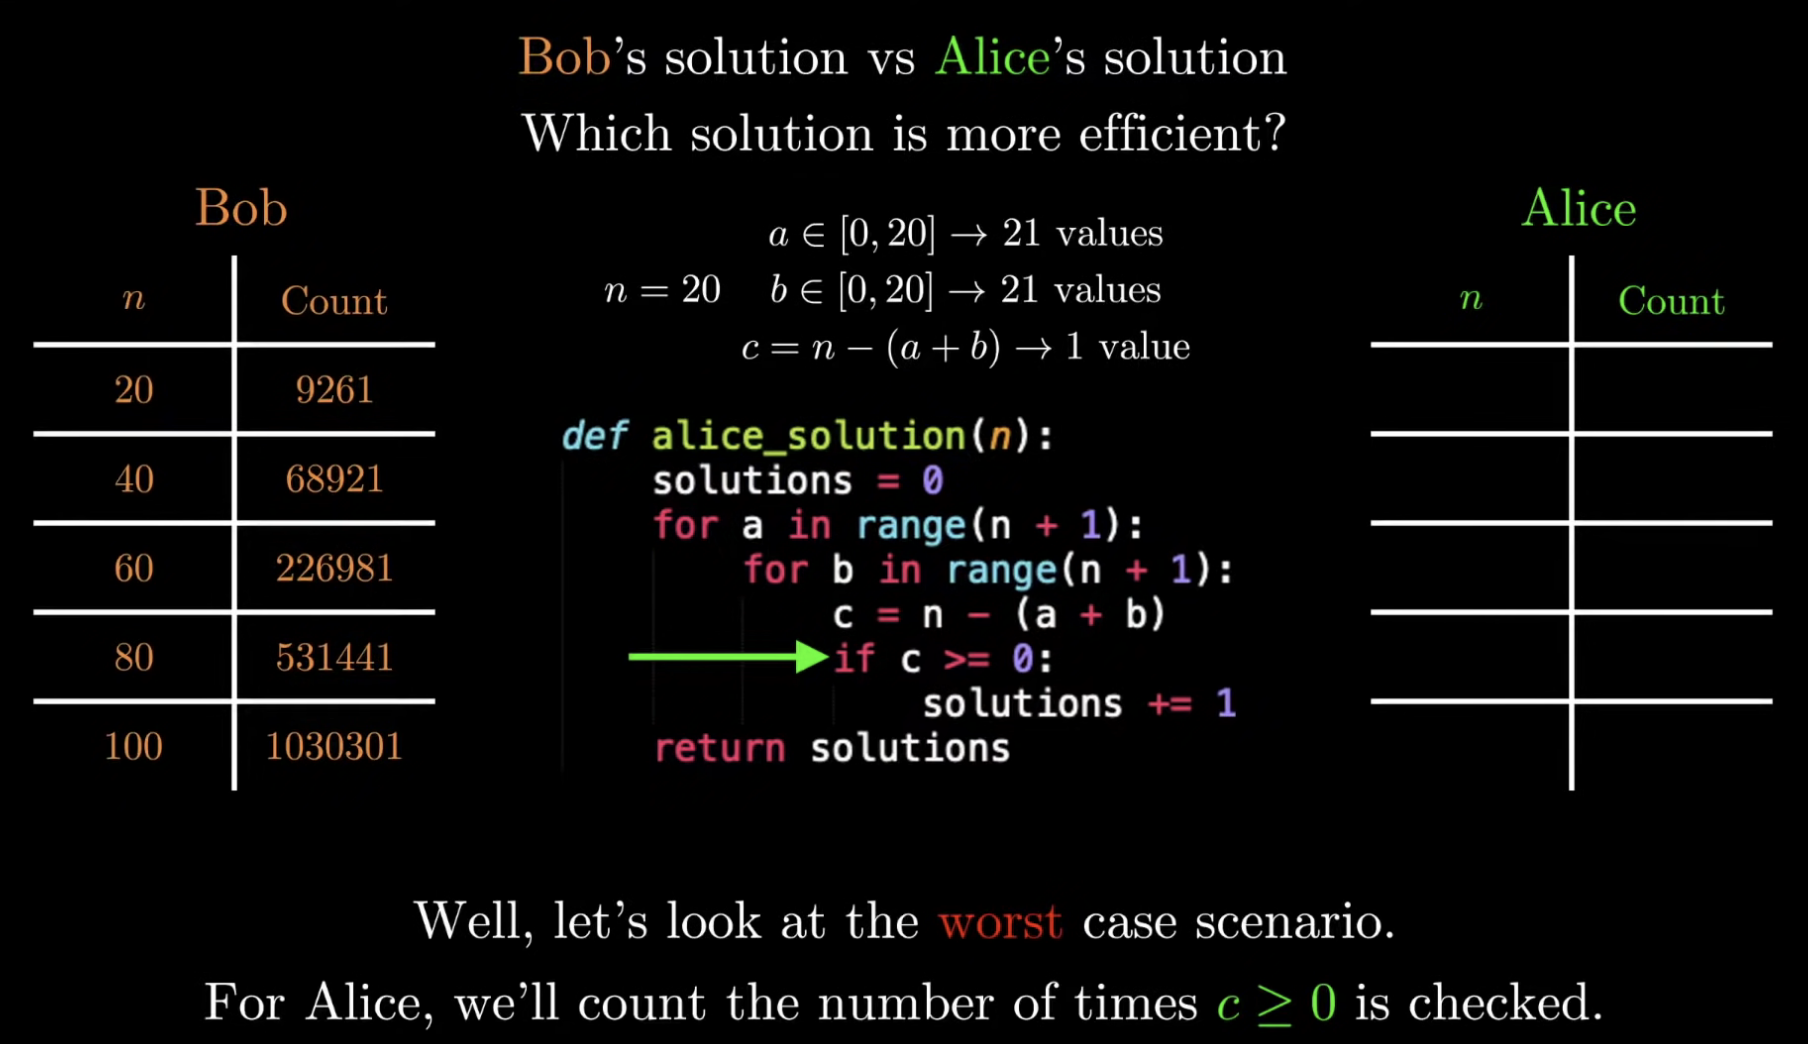 Bob's solution vs Alice's solution
Which solution is more efficient?
Bob
n Count
20 9261
40 68921
60 226981
80 531441
100 1030301
a ∈ [0, 20] → 21 values
n = 20 b ∈ [0, 20] → 21 values
c = n − (a + b) → 1 value
def alice_solution(n):
    solutions = 0
    for a in range(n + 1):
        for b in range(n + 1):
            c = n - (a + b)
            if c >= 0:
                solutions += 1
    return solutions
Alice
n Count
Well, let's look at the worst case scenario.
For Alice, we'll count the number of times c ≥ 0 is checked.